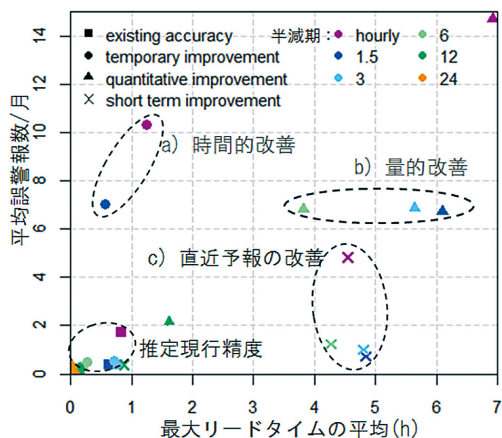 14
12
10
8
6
4
2
0
平均誤警報数/月
existing accuracy
temporary improvement
quantitative improvement
short term improvement
半減期：
hourly
1.5
3
6
12
24
a) 時間的改善
b) 量的改善
c) 直近予報の改善
推定現行精度
0 1 2 3 4 5 6 7
最大リードタイムの平均(h)